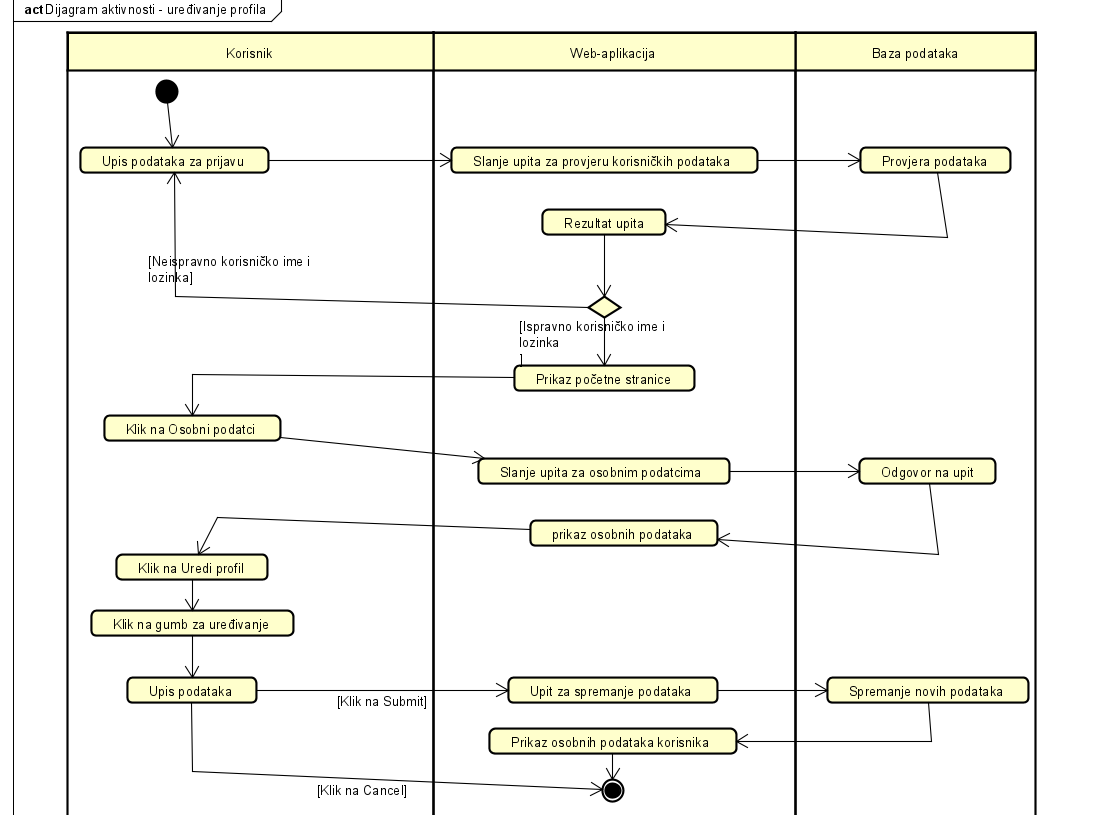 act Dijagram aktivnosti - uređivanje profila
Korisnik
Web-aplikacija
Baza podataka
Upis podataka za prijavu
Slanje upita za provjeru korisničkih podataka
Provjera podataka
Rezultat upita
[Neispravno korisničko ime i
lozinka]
[Ispravno korisničko ime i
lozinka
]
Prikaz početne stranice
Klik na Osobni podatci
Slanje upita za osobnim podatcima
Odgovor na upit
prikaz osobnih podataka
Klik na Uredi profil
Klik na gumb za uređivanje
Upis podataka
[Klik na Submit]
Upit za spremanje podataka
Spremanje novih podataka
Prikaz osobnih podataka korisnika
[Klik na Cancel]